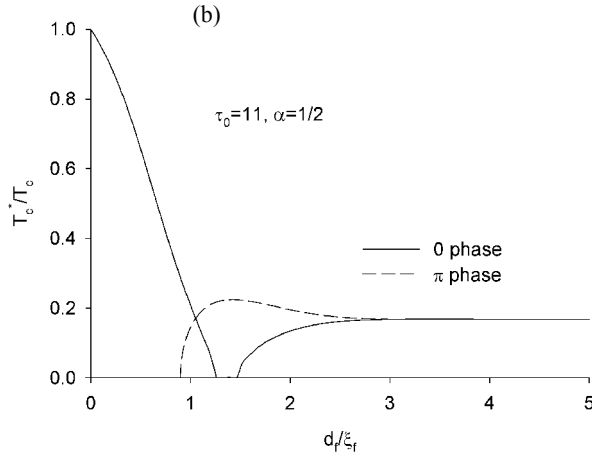 (b)
1.0
0.8
0.6
0.4
0.2
0.0
T_c*/T_c
τ₀=11, α=1/2
0 phase
π phase
0 1 2 3 4 5
d_f/ξ_f